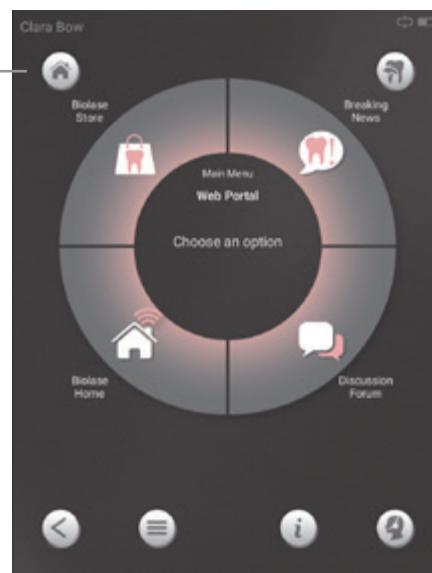 Clara Bow
Biolase
Store
Breaking
News
Main Menu
Web Portal
Choose an option
Biolase
Home
Discussion
Forum
i